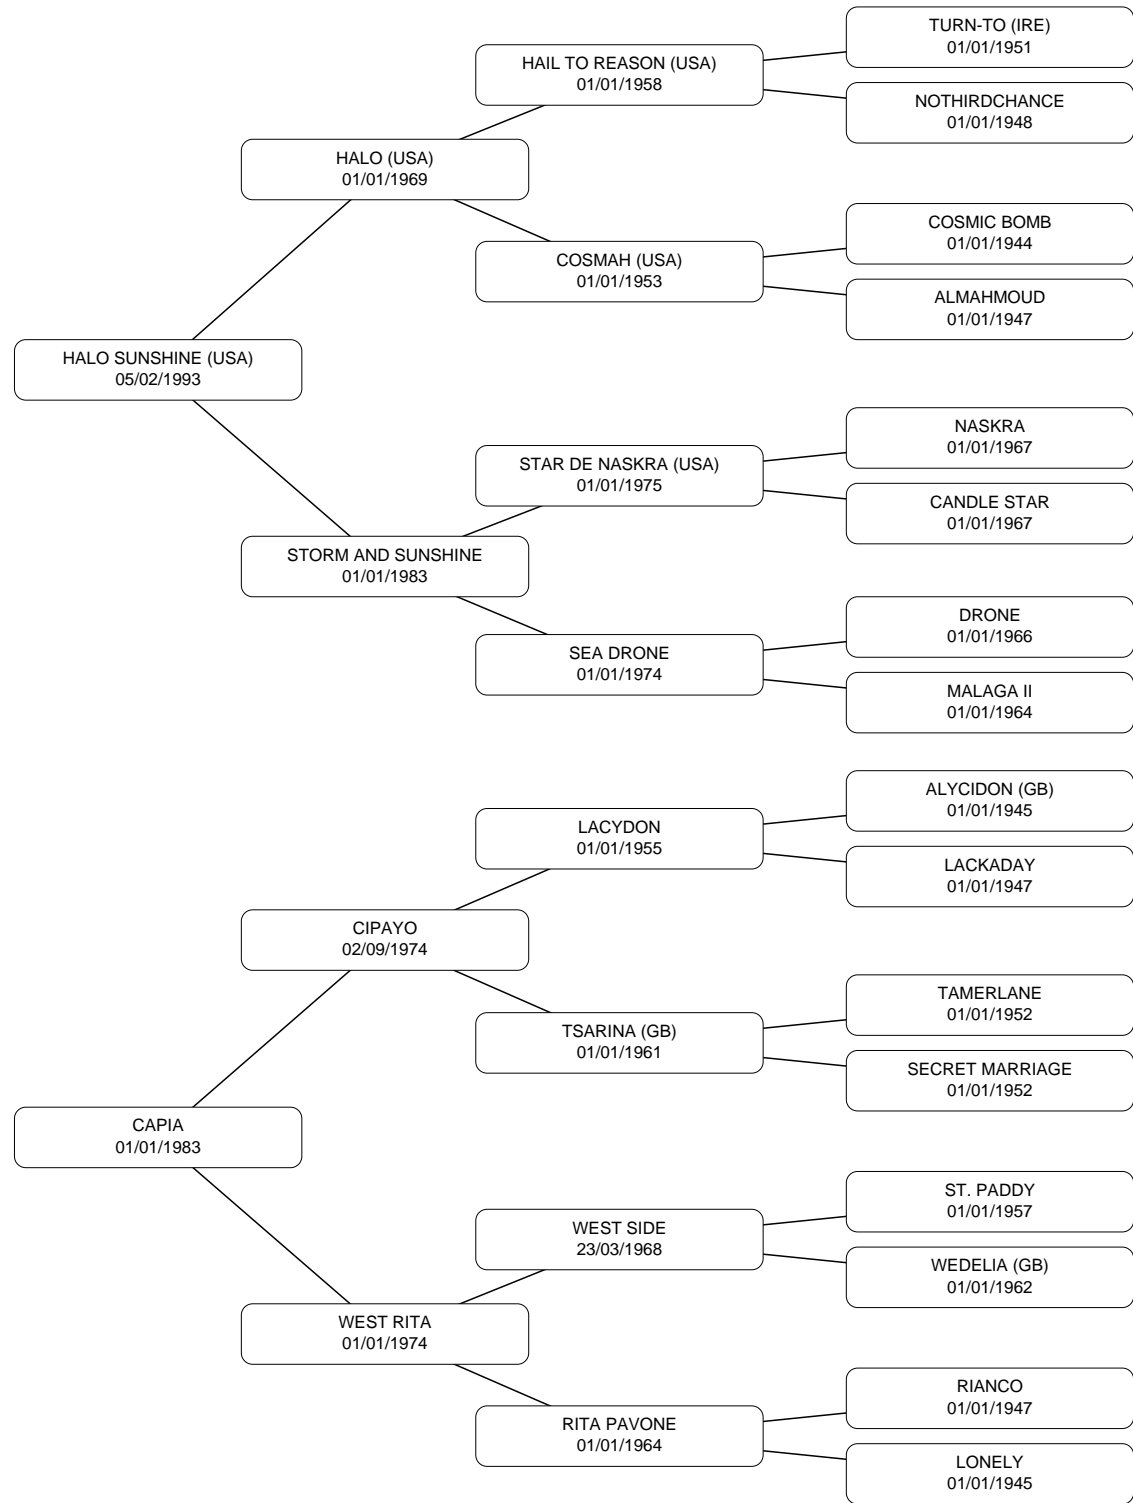 TURN-TO (IRE)
01/01/1951
HAIL TO REASON (USA)
01/01/1958
NOTHIRDCHANCE
01/01/1948
HALO (USA)
01/01/1969
COSMIC BOMB
01/01/1944
COSMAH (USA)
01/01/1953
ALMAHMOUD
01/01/1947
HALO SUNSHINE (USA)
05/02/1993
NASKRA
01/01/1967
STAR DE NASKRA (USA)
01/01/1975
CANDLE STAR
01/01/1967
STORM AND SUNSHINE
01/01/1983
DRONE
01/01/1966
SEA DRONE
01/01/1974
MALAGA II
01/01/1964
ALYCIDON (GB)
01/01/1945
LACYDON
01/01/1955
LACKADAY
01/01/1947
CIPAYO
02/09/1974
TAMERLANE
01/01/1952
TSARINA (GB)
01/01/1961
SECRET MARRIAGE
01/01/1952
CAPIA
01/01/1983
ST. PADDY
01/01/1957
WEST SIDE
23/03/1968
WEDELIA (GB)
01/01/1962
WEST RITA
01/01/1974
RIANCO
01/01/1947
RITA PAVONE
01/01/1964
LONELY
01/01/1945